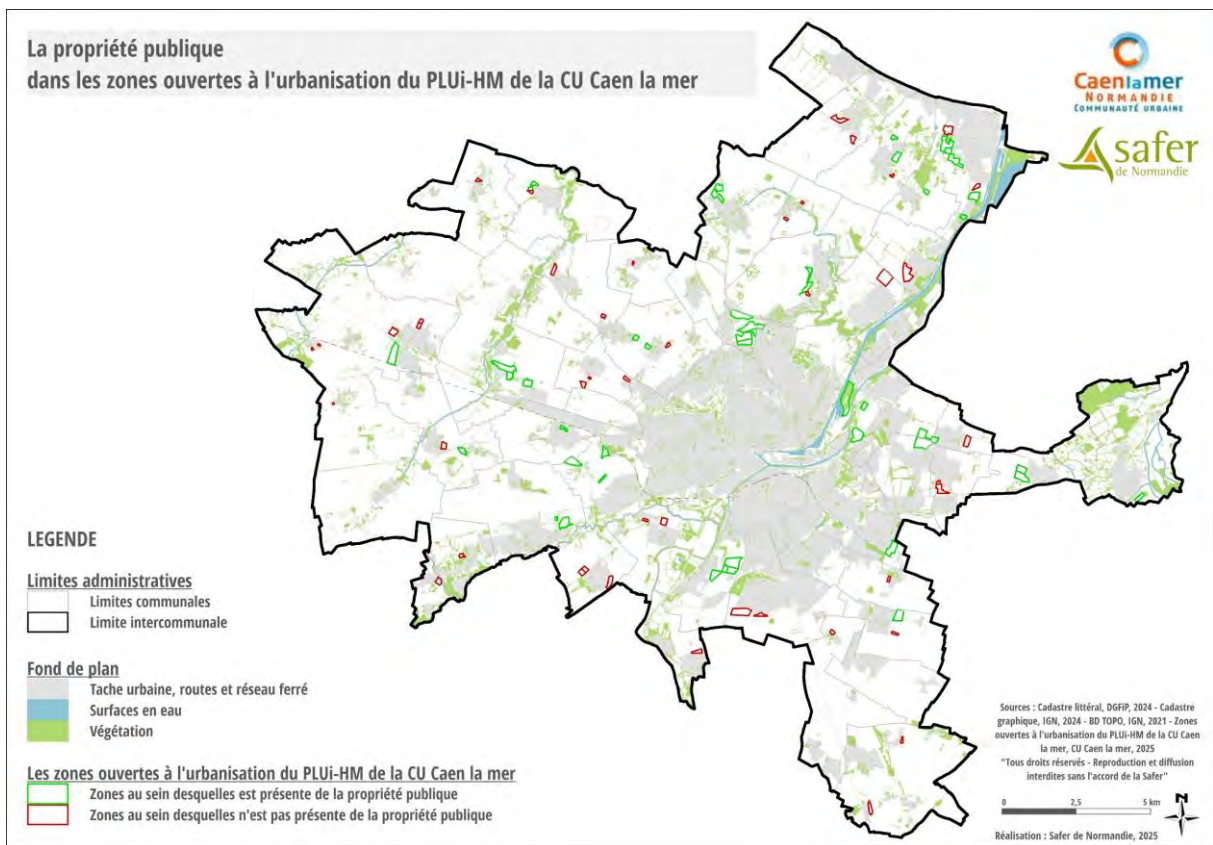 La propriété publique
dans les zones ouvertes à l'urbanisation du PLUi-HM de la CU Caen la mer
Caenlamer
NORMANDIE
COMMUNAUTÉ URBAINE
safer
de Normandie
LEGENDE
Limites administratives
Limites communales
Limite intercommunale
Fond de plan
Tache urbaine, routes et réseau ferré
Surfaces en eau
Végétation
Les zones ouvertes à l'urbanisation du PLUi-HM de la CU Caen la mer
Zones au sein desquelles est présente de la propriété publique
Zones au sein desquelles n'est pas présente de la propriété publique
Sources : Cadastre littéral, DGFiP, 2024 - Cadastre
graphique, IGN, 2024 - BD TOPO, IGN, 2021 - Zones
ouvertes à l'urbanisation du PLUi-HM de la CU Caen
la mer, CU Caen la mer, 2025
"Tous droits réservés - Reproduction et diffusion
interdites sans l'accord de la Safer"
0 2,5 5 km
N
Réalisation : Safer de Normandie, 2025